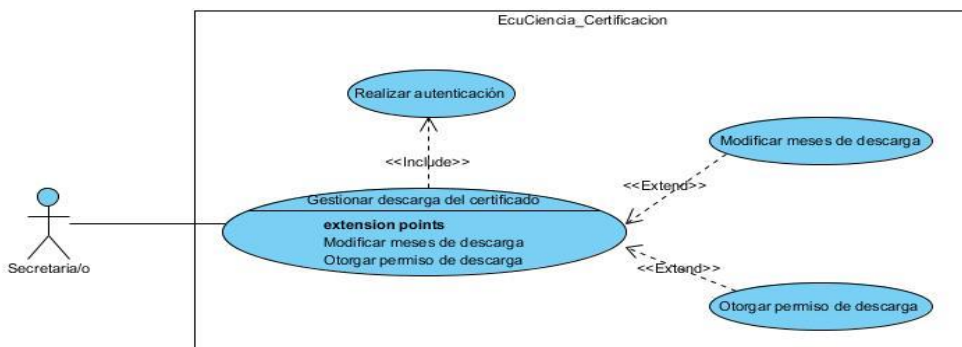 EcuCiencia_Certificacion
Realizar autenticación
<<Include>>
Modificar meses de descarga
<<Extend>>
Gestionar descarga del certificado
extension points
Modificar meses de descarga
Otorgar permiso de descarga
Secretaria/o
<<Extend>>
Otorgar permiso de descarga